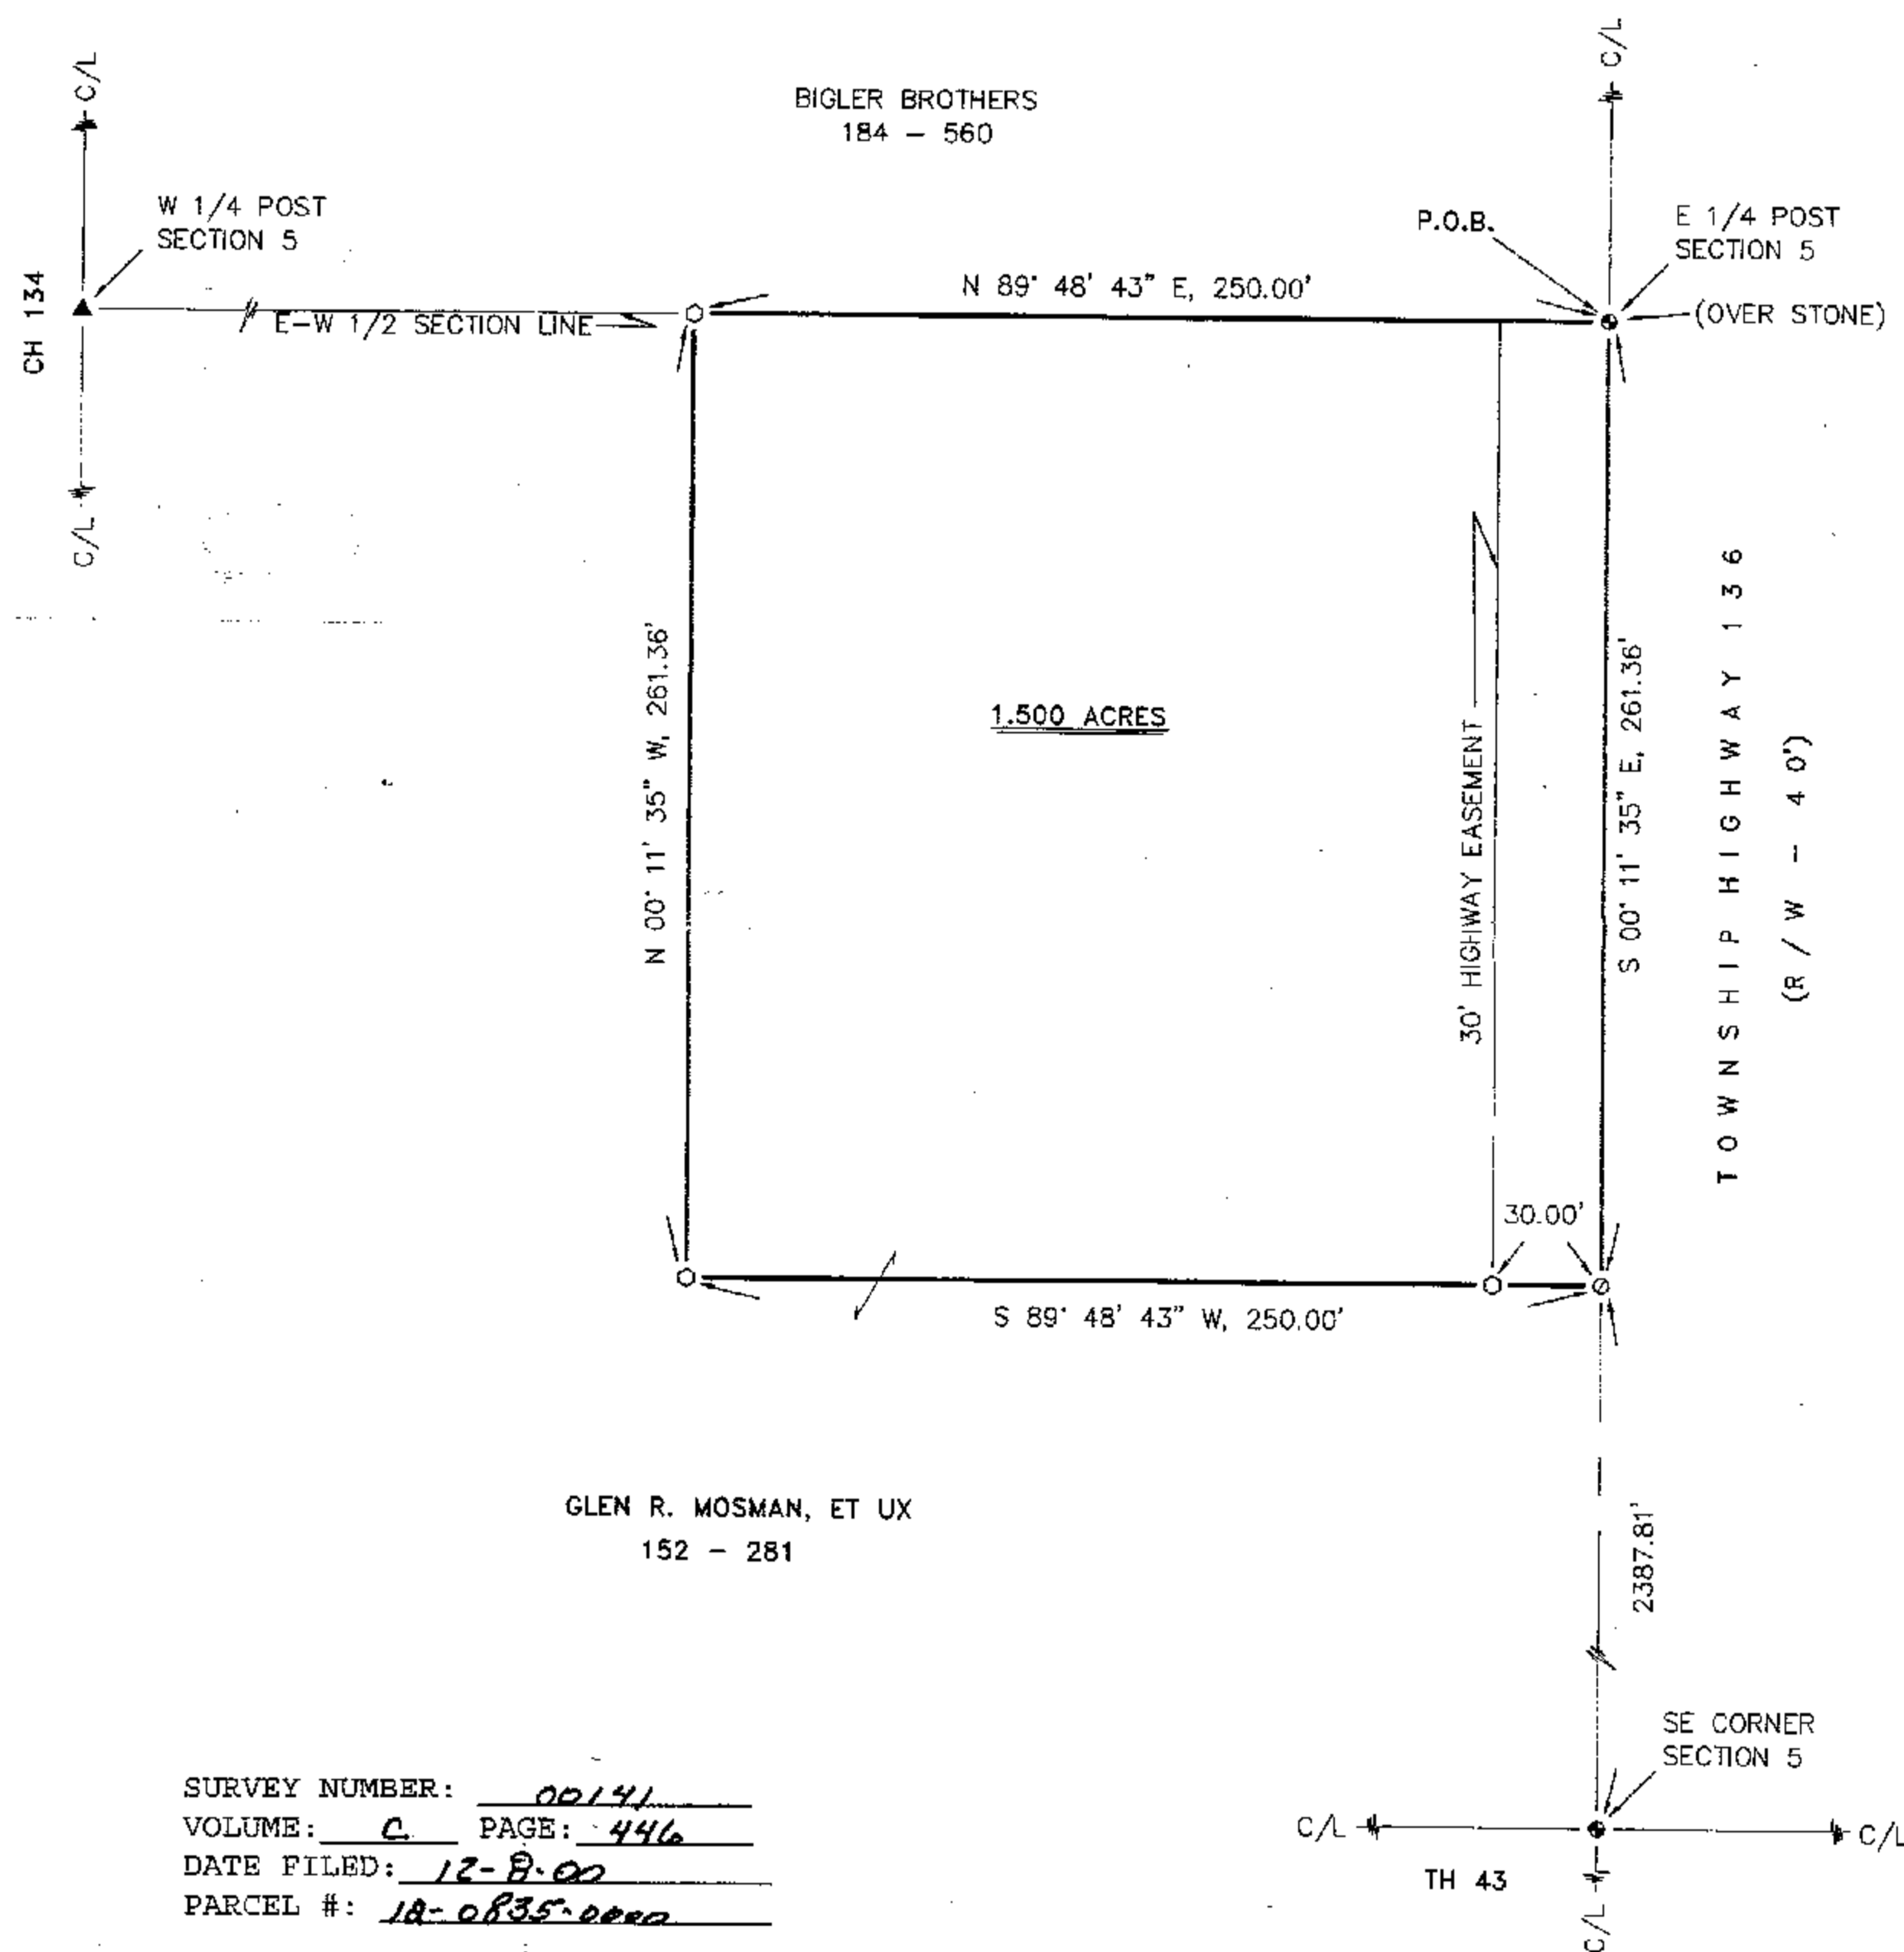 C/L
C/L
BIGLER BROTHERS
184 – 560
W 1/4 POST
SECTION 5
P.O.B.
E 1/4 POST
SECTION 5
(OVER STONE)
CH 134
N 89° 48' 43" E, 250.00'
E–W 1/2 SECTION LINE
C/L
N 00° 11' 35" W, 261.36'
1.500 ACRES
30' HIGHWAY EASEMENT
S 00° 11' 35" E, 261.36'
TOWNSHIP HIGHWAY 136
(R/W – 40')
30.00'
S 89° 48' 43" W, 250.00'
GLEN R. MOSMAN, ET UX
152 – 281
2387.81'
SE CORNER
SECTION 5
SURVEY NUMBER: 00141
VOLUME: C PAGE: 446
DATE FILED: 12-8-00
PARCEL #: 18-0835-0000
C/L
C/L
TH 43
C/L